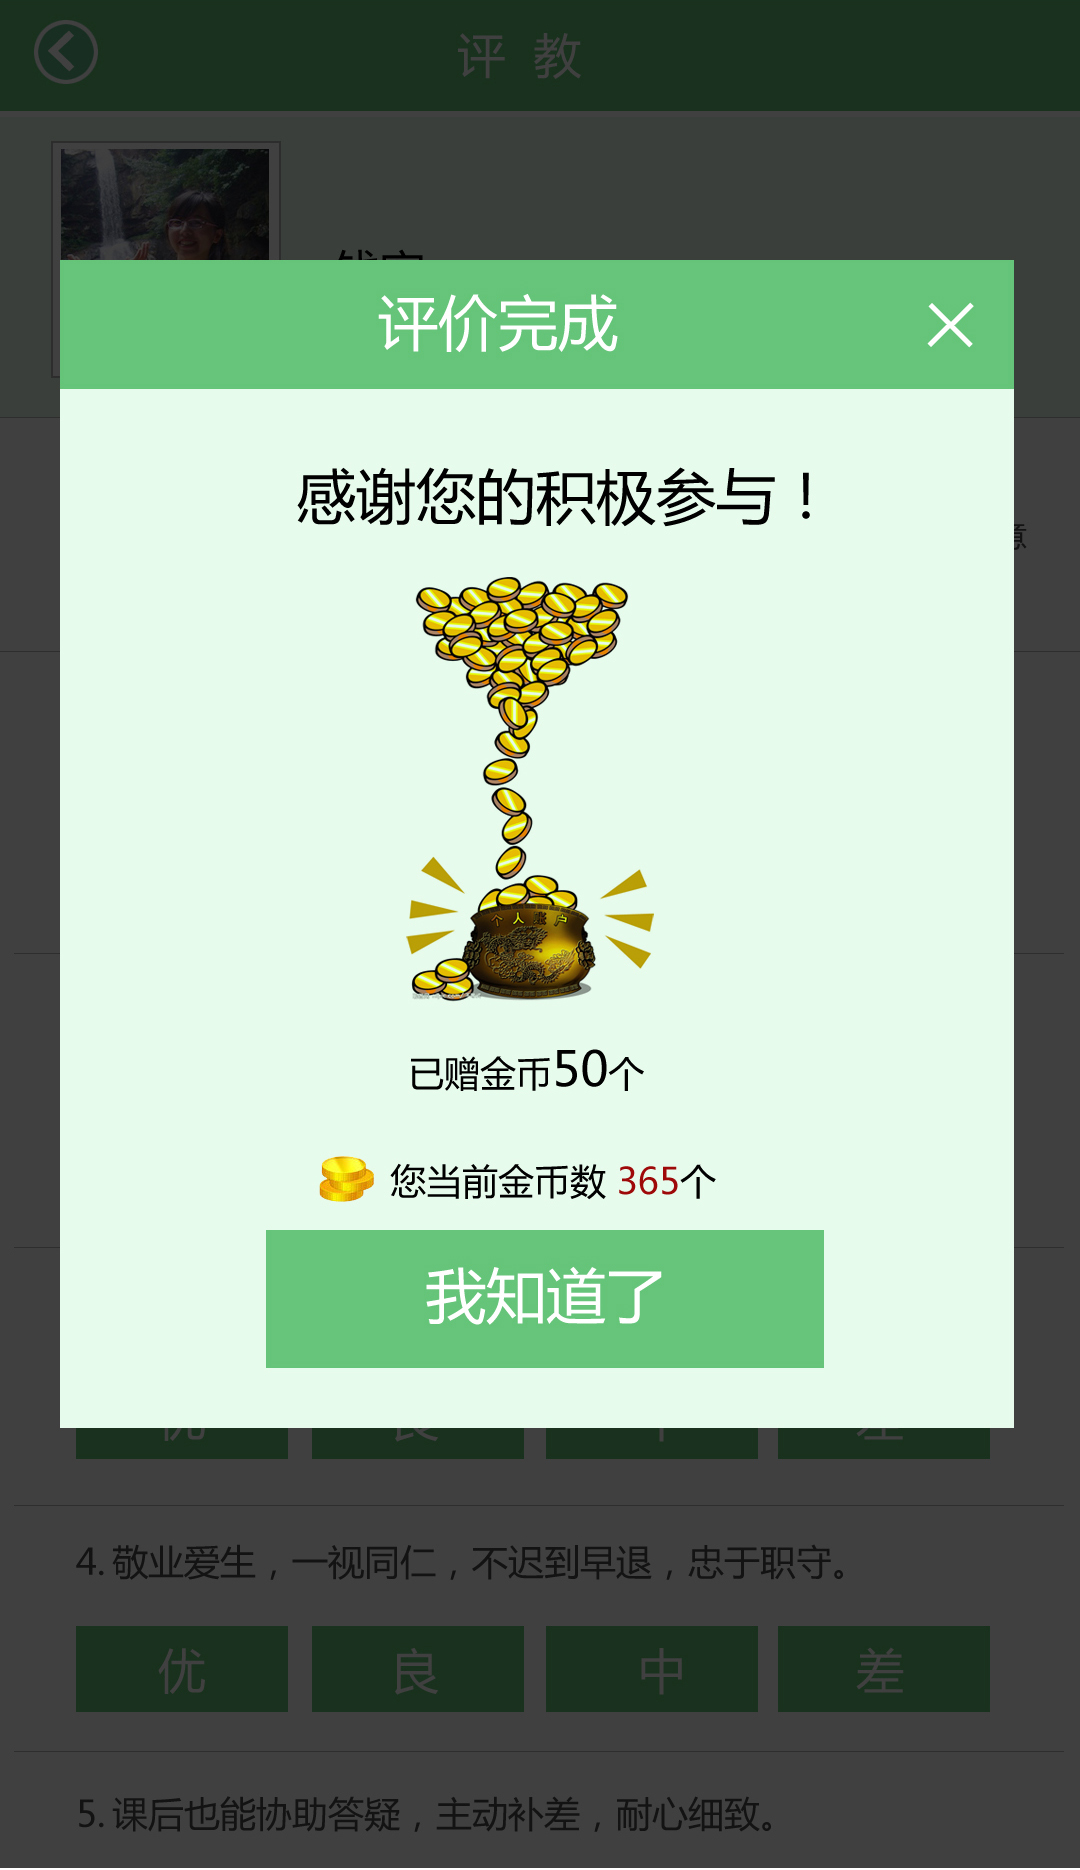 评 教
评价完成
感谢您的积极参与！
个人账户
已赠金币50个
您当前金币数 365个
我知道了
4. 敬业爱生，一视同仁，不迟到早退，忠于职守。
优 良 中 差
5. 课后也能协助答疑，主动补差，耐心细致。